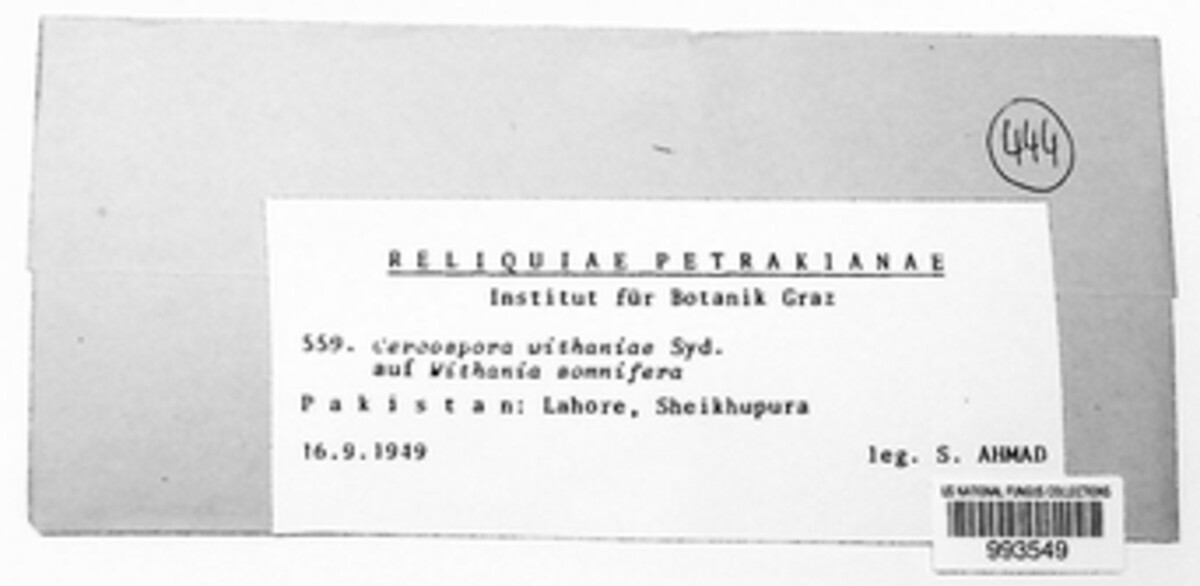 444
RELIQUIAE PETRAKIANAE
Institut für Botanik Graz
559. Cercospora withaniae Syd.
auf Withania somnifera
Pakistan: Lahore, Sheikhupura
16.9.1949 leg. S. AHMAD
US NATIONAL FUNGUS COLLECTIONS
993549